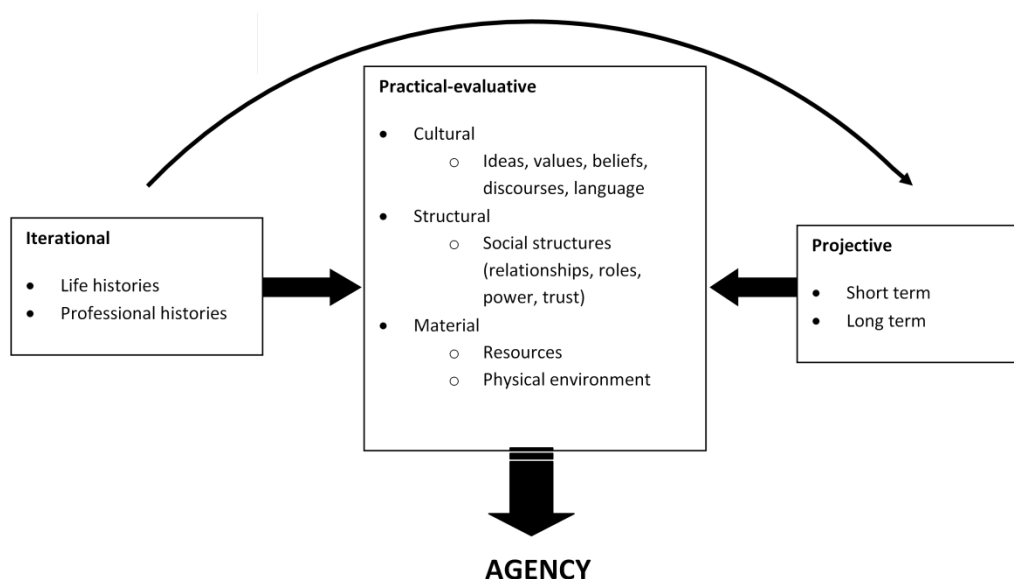 Iterational
• Life histories
• Professional histories
Practical-evaluative
• Cultural
o Ideas, values, beliefs,
discourses, language
• Structural
o Social structures
(relationships, roles,
power, trust)
• Material
o Resources
o Physical environment
Projective
• Short term
• Long term
AGENCY